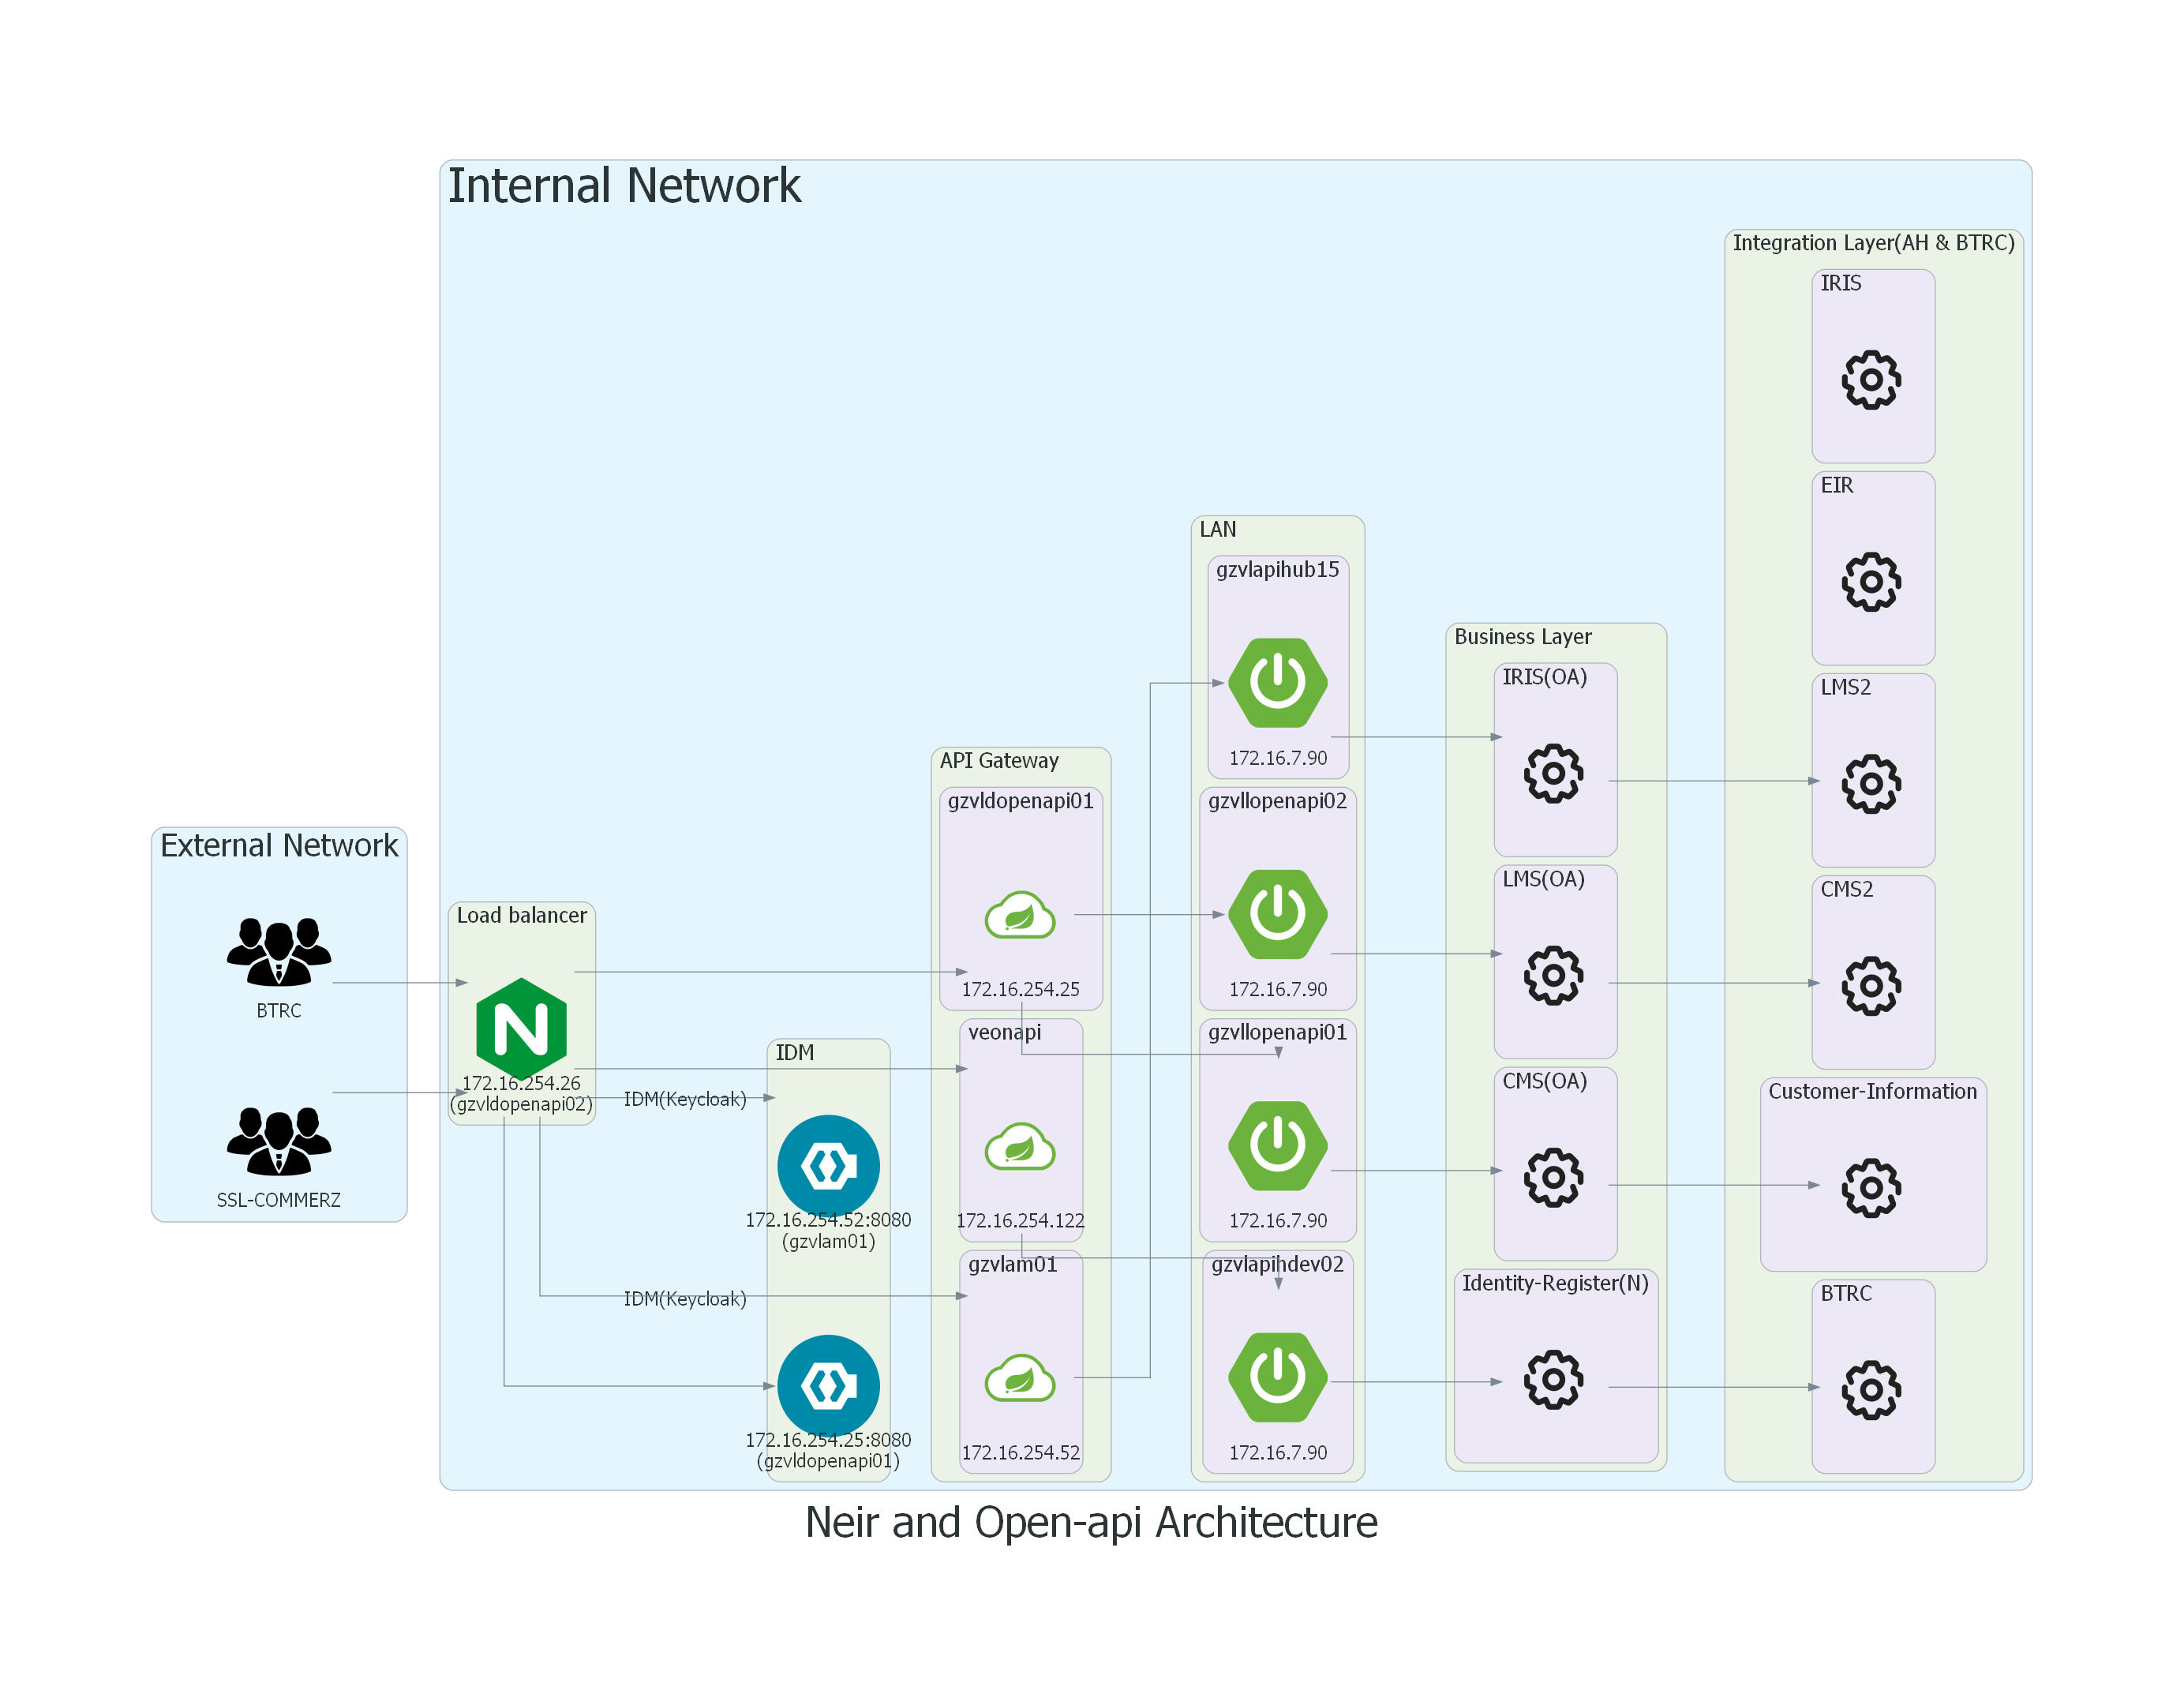 Internal Network
External Network
BTRC
SSL-COMMERZ
Load balancer
172.16.254.26
(gzvldopenapi02)
IDM(Keycloak)
IDM(Keycloak)
IDM
172.16.254.52:8080
(gzvlam01)
172.16.254.25:8080
(gzvldopenapi01)
API Gateway
gzvldopenapi01
172.16.254.25
veonapi
172.16.254.122
gzvlam01
172.16.254.52
LAN
gzvlapihub15
172.16.7.90
gzvllopenapi02
172.16.7.90
gzvllopenapi01
172.16.7.90
gzvlapihdev02
172.16.7.90
Business Layer
IRIS(OA)
LMS(OA)
CMS(OA)
Identity-Register(N)
Integration Layer(AH & BTRC)
IRIS
EIR
LMS2
CMS2
Customer-Information
BTRC
Neir and Open-api Architecture